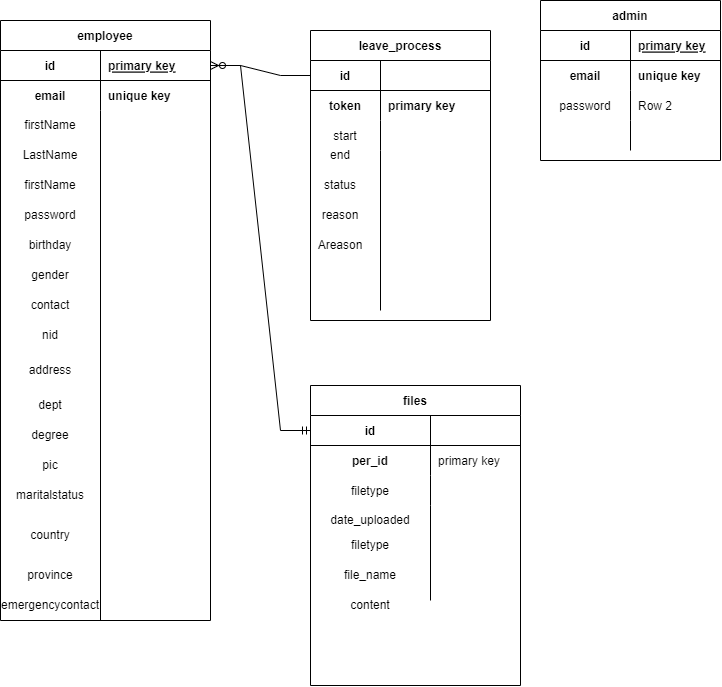 employee
id primary key
email unique key
firstName
LastName
firstName
password
birthday
gender
contact
nid
address
dept
degree
pic
maritalstatus
country
province
emergencycontact
leave_process
id
token primary key
start
end
status
reason
Areason
files
id
per_id primary key
filetype
date_uploaded
filetype
file_name
content
admin
id primary key
email unique key
password Row 2